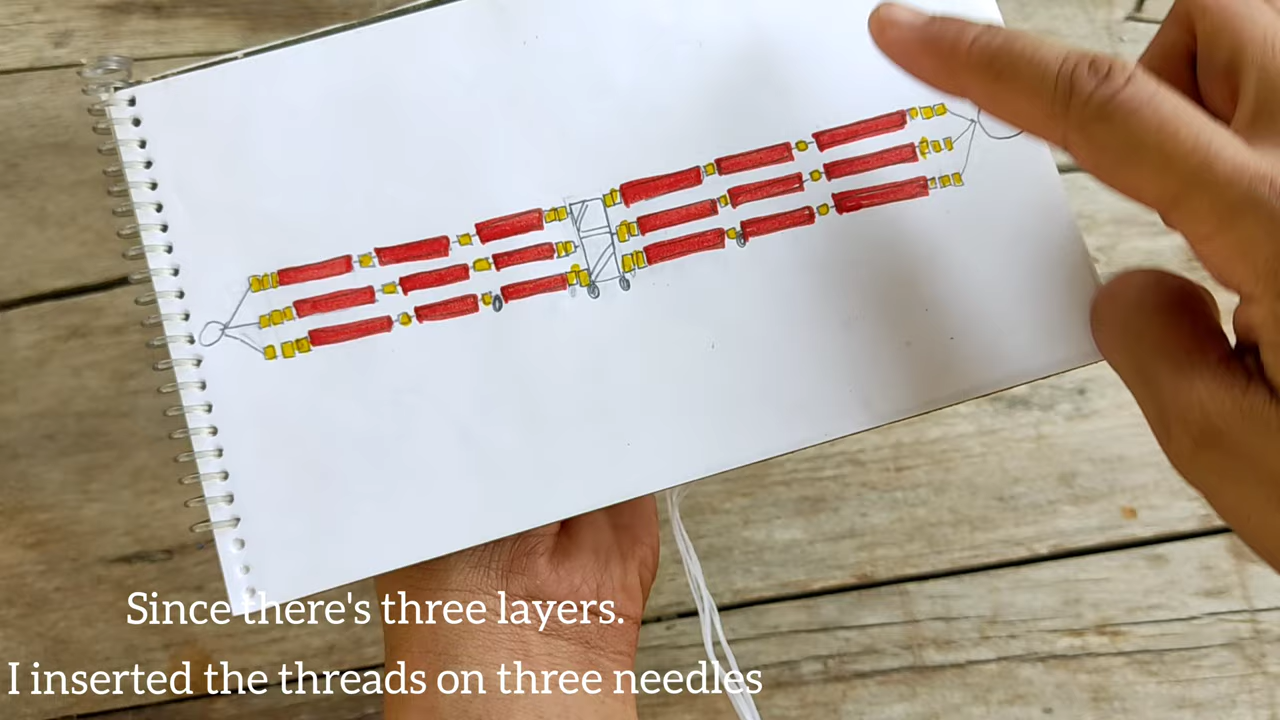 Since there's three layers.
I inserted the threads on three needles